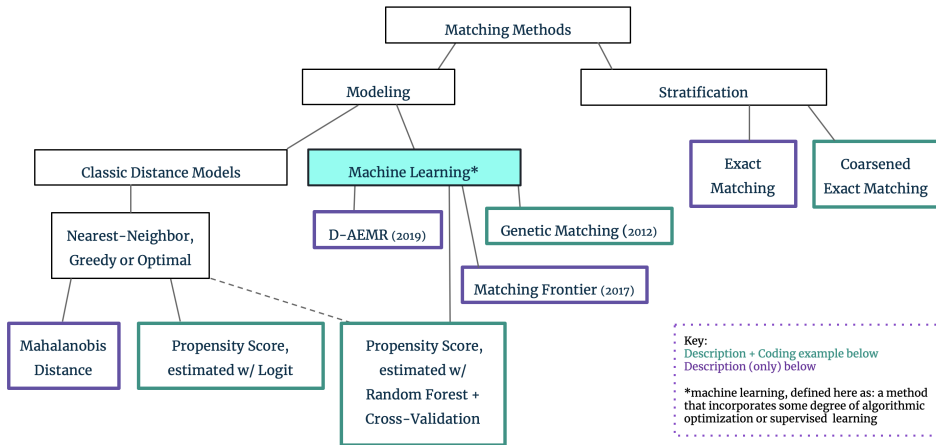 Matching Methods
Modeling
Stratification
Classic Distance Models
Machine Learning*
Exact
Matching
Coarsened
Exact Matching
D-AEMR (2019)
Genetic Matching (2012)
Nearest-Neighbor,
Greedy or Optimal
Matching Frontier (2017)
Mahalanobis
Distance
Propensity Score,
estimated w/ Logit
Propensity Score,
estimated w/
Random Forest +
Cross-Validation
Key:
Description + Coding example below
Description (only) below
*machine learning, defined here as: a method
that incorporates some degree of algorithmic
optimization or supervised learning